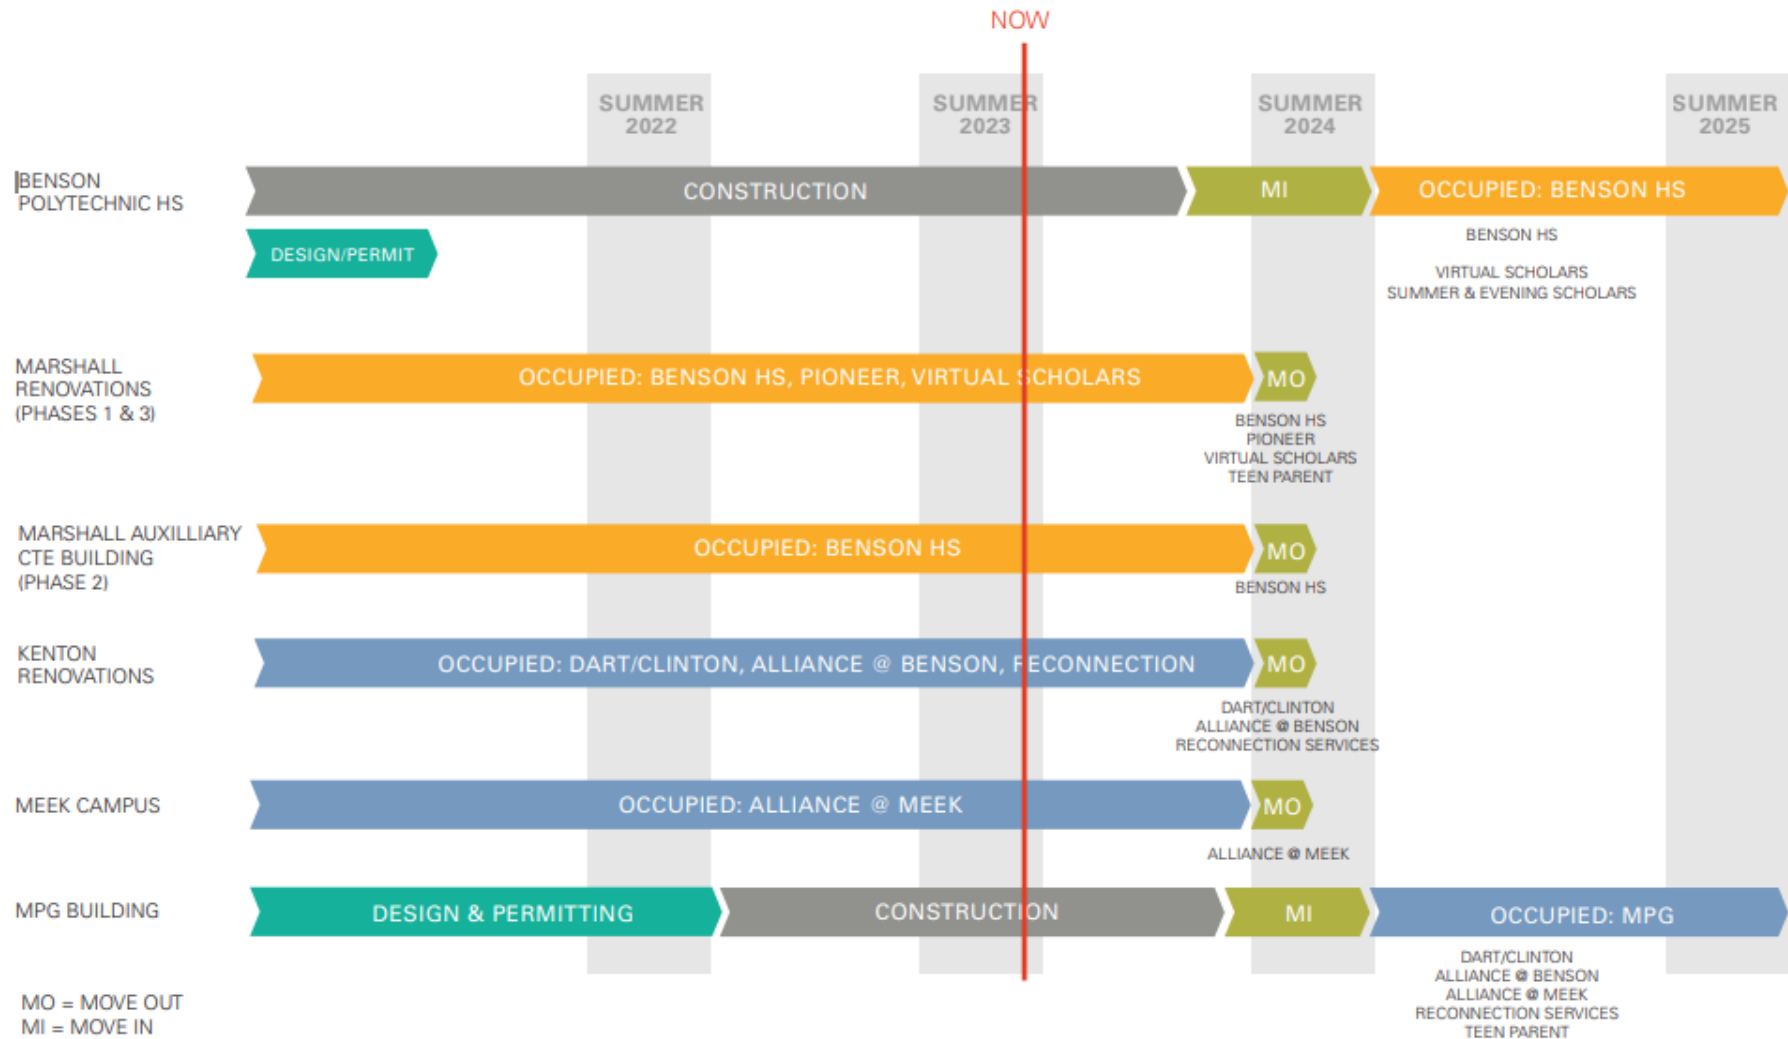 NOW
SUMMER
2022
SUMMER
2023
SUMMER
2024
SUMMER
2025
BENSON
POLYTECHNIC HS
CONSTRUCTION
MI
OCCUPIED: BENSON HS
DESIGN/PERMIT
BENSON HS
VIRTUAL SCHOLARS
SUMMER & EVENING SCHOLARS
MARSHALL
RENOVATIONS
(PHASES 1 & 3)
OCCUPIED: BENSON HS, PIONEER, VIRTUAL SCHOLARS
MO
BENSON HS
PIONEER
VIRTUAL SCHOLARS
TEEN PARENT
MARSHALL AUXILLIARY
CTE BUILDING
(PHASE 2)
OCCUPIED: BENSON HS
MO
BENSON HS
KENTON
RENOVATIONS
OCCUPIED: DART/CLINTON, ALLIANCE @ BENSON, RECONNECTION
MO
DART/CLINTON
ALLIANCE @ BENSON
RECONNECTION SERVICES
MEEK CAMPUS
OCCUPIED: ALLIANCE @ MEEK
MO
ALLIANCE @ MEEK
MPG BUILDING
DESIGN & PERMITTING
CONSTRUCTION
MI
OCCUPIED: MPG
DART/CLINTON
ALLIANCE @ BENSON
ALLIANCE @ MEEK
RECONNECTION SERVICES
TEEN PARENT
MO = MOVE OUT
MI = MOVE IN